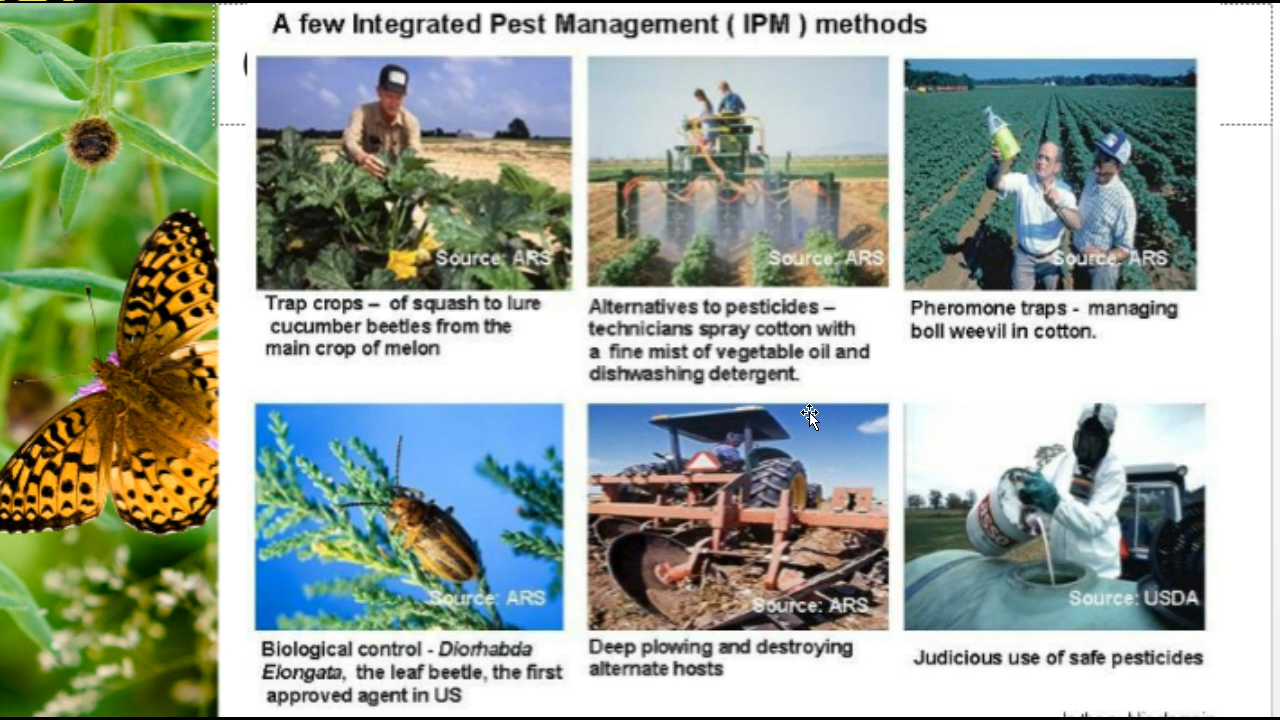 A few Integrated Pest Management ( IPM ) methods
Source: ARS
Source: ARS
Source: ARS
Trap crops – of squash to lure
cucumber beetles from the
main crop of melon
Alternatives to pesticides –
technicians spray cotton with
a fine mist of vegetable oil and
dishwashing detergent.
Pheromone traps - managing
boll weevil in cotton.
Source: ARS
Source: ARS
Source: USDA
Biological control - Diorhabda
Elongata, the leaf beetle, the first
approved agent in US
Deep plowing and destroying
alternate hosts
Judicious use of safe pesticides